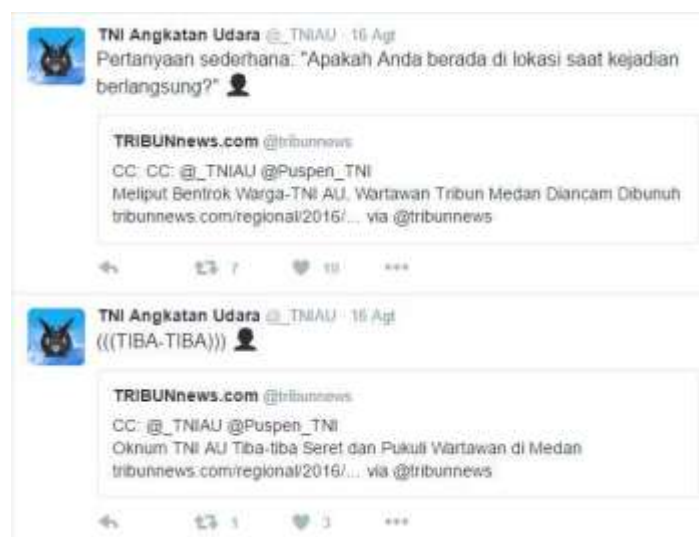 TNI Angkatan Udara @_TNIAU · 16 Agt
Pertanyaan sederhana: "Apakah Anda berada di lokasi saat kejadian
berlangsung?"
TRIBUNnews.com @tribunnews
CC: CC: @_TNIAU @Puspen_TNI
Meliput Bentrok Warga-TNI AU, Wartawan Tribun Medan Diancam Dibunuh
tribunnews.com/regional/2016/... via @tribunnews
7 10
TNI Angkatan Udara @_TNIAU · 16 Agt
(((TIBA-TIBA)))
TRIBUNnews.com @tribunnews
CC: @_TNIAU @Puspen_TNI
Oknum TNI AU Tiba-tiba Seret dan Pukuli Wartawan di Medan
tribunnews.com/regional/2016/... via @tribunnews
1 3